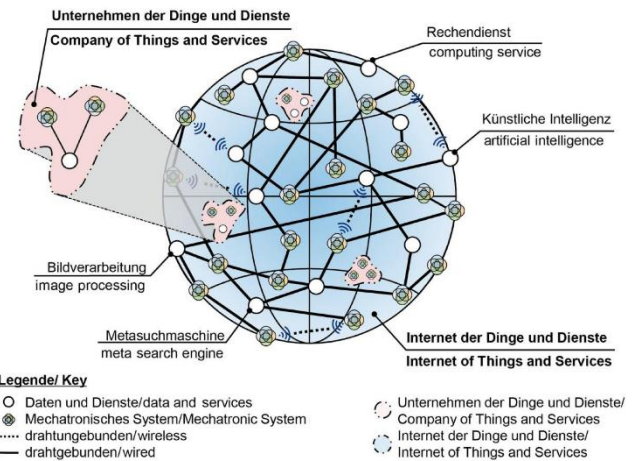 Unternehmen der Dinge und Dienste
Company of Things and Services
Rechendienst
computing service
Künstliche Intelligenz
artificial intelligence
Bildverarbeitung
image processing
Metasuchmaschine
meta search engine
Internet der Dinge und Dienste
Internet of Things and Services
Legende/ Key
Daten und Dienste/data and services
Mechatronisches System/Mechatronic System
drahtungebunden/wireless
drahtgebunden/wired
Unternehmen der Dinge und Dienste/
Company of Things and Services
Internet der Dinge und Dienste/
Internet of Things and Services